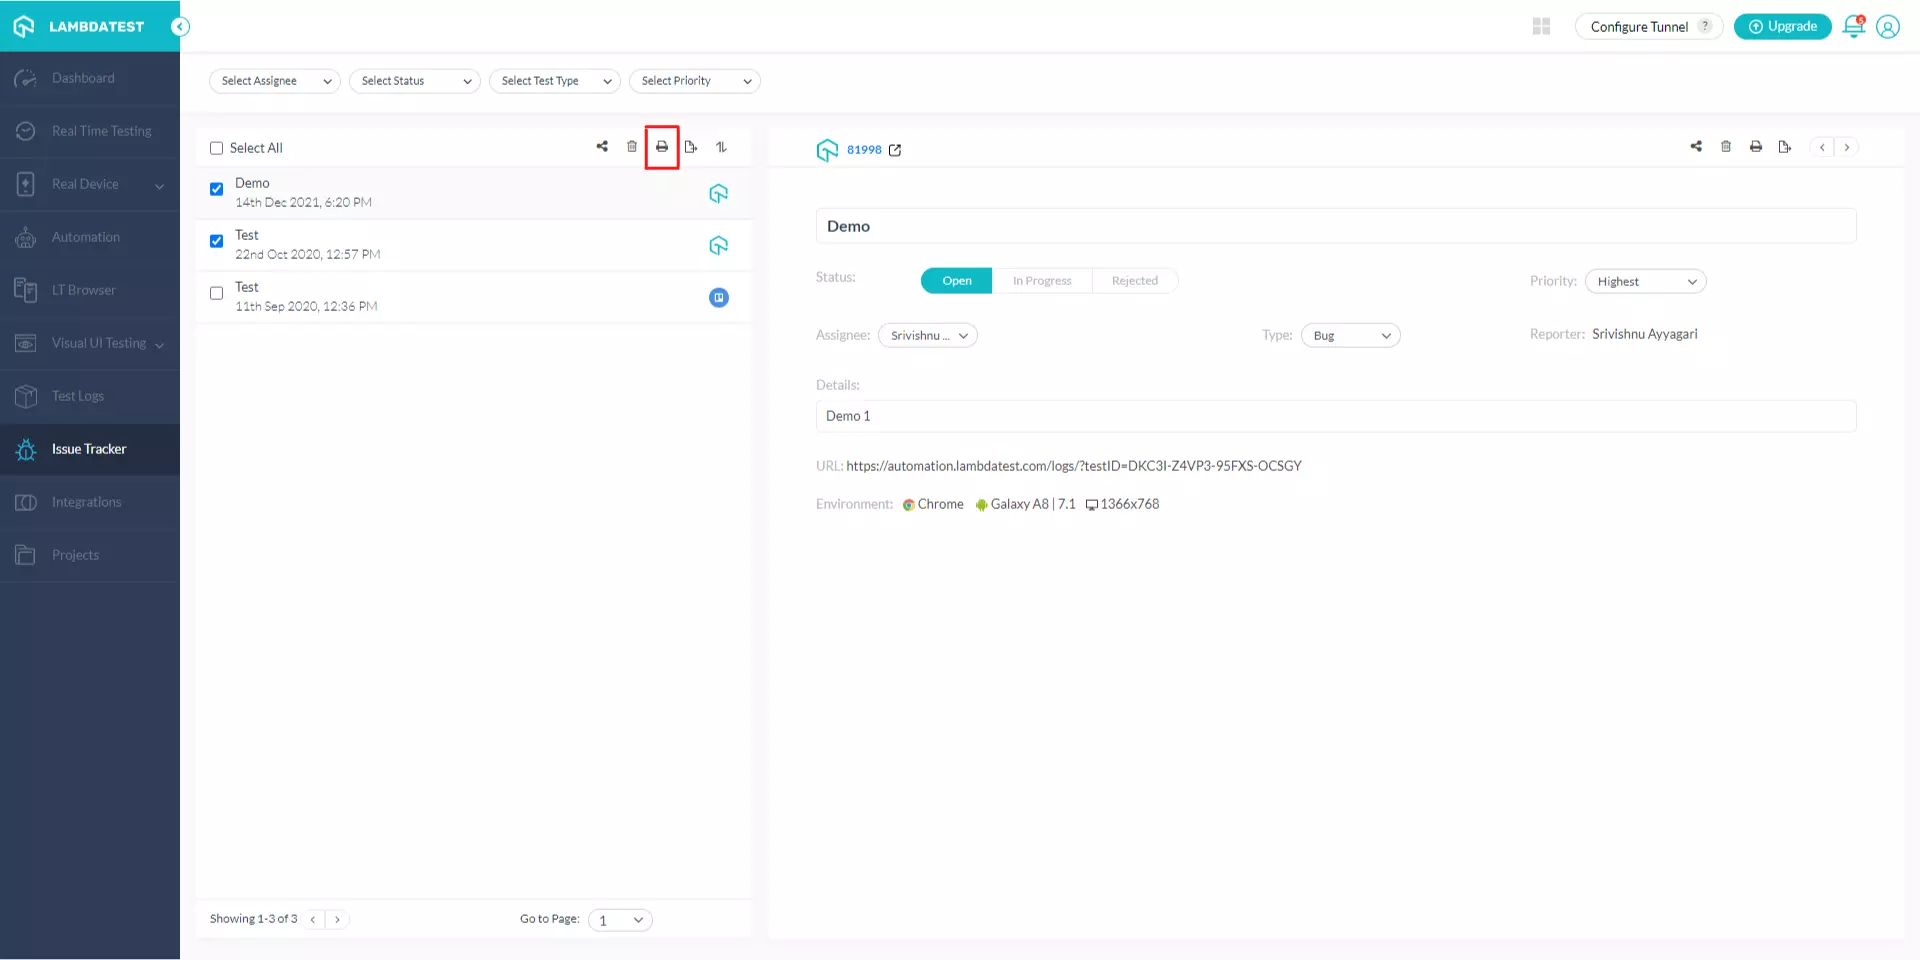 LAMBDATEST
Configure Tunnel ?
Upgrade
Dashboard
Real Time Testing
Real Device
Automation
LT Browser
Visual UI Testing
Test Logs
Issue Tracker
Integrations
Projects
Select Assignee
Select Status
Select Test Type
Select Priority
Select All
Demo
14th Dec 2021, 6:20 PM
Test
22nd Oct 2020, 12:57 PM
Test
11th Sep 2020, 12:36 PM
Showing 1-3 of 3
Go to Page: 1
81998
Demo
Status: Open In Progress Rejected
Priority: Highest
Assignee: Srivishnu ...
Type: Bug
Reporter: Srivishnu Ayyagari
Details:
Demo 1
URL: https://automation.lambdatest.com/logs/?testID=DKC3I-Z4VP3-95FXS-OCSGY
Environment: Chrome Galaxy A8 | 7.1 1366x768